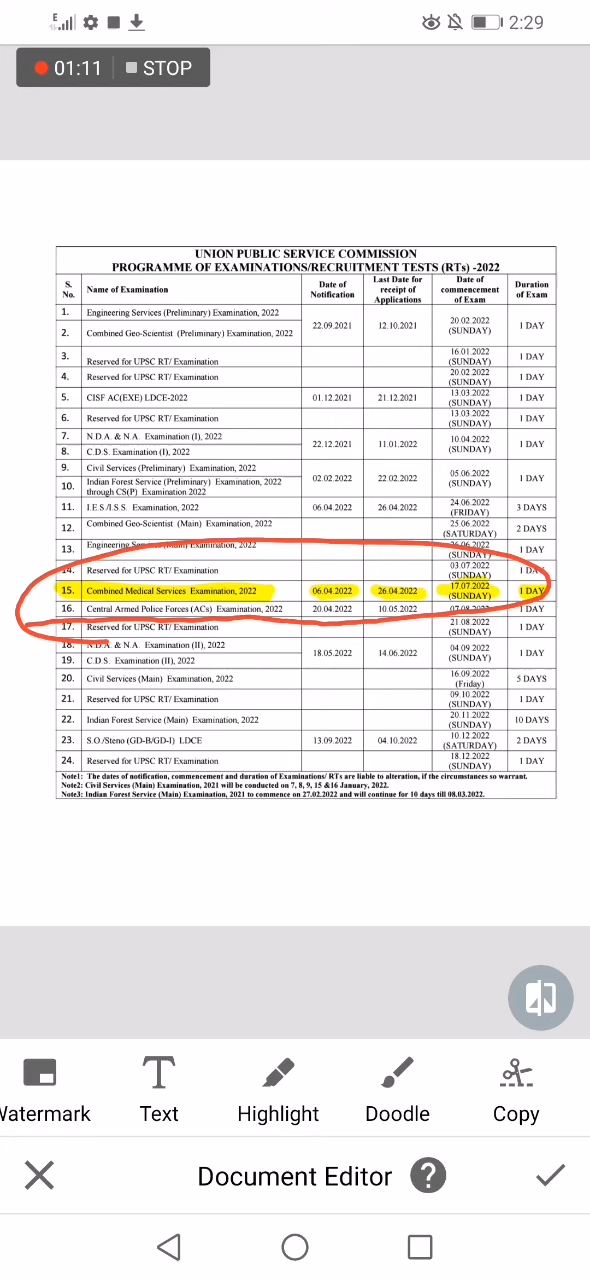 E
2:29
01:11 STOP
UNION PUBLIC SERVICE COMMISSION
PROGRAMME OF EXAMINATIONS/RECRUITMENT TESTS (RTs) -2022
S. No. Name of Examination Date of Notification Last Date for receipt of Applications Date of commencement of Exam Duration of Exam
1. Engineering Services (Preliminary) Examination, 2022 22.09.2021 12.10.2021 20.02.2022 (SUNDAY) 1 DAY
2. Combined Geo-Scientist (Preliminary) Examination, 2022
3. Reserved for UPSC RT/ Examination 16.01.2022 (SUNDAY) 1 DAY
4. Reserved for UPSC RT/ Examination 20.02.2022 (SUNDAY) 1 DAY
5. CISF AC(EXE) LDCE-2022 01.12.2021 21.12.2021 13.03.2022 (SUNDAY) 1 DAY
6. Reserved for UPSC RT/ Examination 13.03.2022 (SUNDAY) 1 DAY
7. N.D.A. & N.A. Examination (I), 2022 22.12.2021 11.01.2022 10.04.2022 (SUNDAY) 1 DAY
8. C.D.S. Examination (I), 2022
9. Civil Services (Preliminary) Examination, 2022 02.02.2022 22.02.2022 05.06.2022 (SUNDAY) 1 DAY
10. Indian Forest Service (Preliminary) Examination, 2022 through CS(P) Examination 2022
11. I.E.S./I.S.S. Examination, 2022 06.04.2022 26.04.2022 24.06.2022 (FRIDAY) 3 DAYS
12. Combined Geo-Scientist (Main) Examination, 2022 25.06.2022 (SATURDAY) 2 DAYS
13. Engineering Services (Main) Examination, 2022 26.06.2022 (SUNDAY) 1 DAY
14. Reserved for UPSC RT/ Examination 03.07.2022 (SUNDAY) 1 DAY
15. Combined Medical Services Examination, 2022 06.04.2022 26.04.2022 17.07.2022 (SUNDAY) 1 DAY
16. Central Armed Police Forces (ACs) Examination, 2022 20.04.2022 10.05.2022 07.08.2022 1 DAY
17. Reserved for UPSC RT/ Examination 21.08.2022 (SUNDAY) 1 DAY
18. N.D.A. & N.A. Examination (II), 2022 18.05.2022 14.06.2022 04.09.2022 (SUNDAY) 1 DAY
19. C.D.S. Examination (II), 2022
20. Civil Services (Main) Examination, 2022 16.09.2022 (Friday) 5 DAYS
21. Reserved for UPSC RT/ Examination 09.10.2022 (SUNDAY) 1 DAY
22. Indian Forest Service (Main) Examination, 2022 20.11.2022 (SUNDAY) 10 DAYS
23. S.O./Steno (GD-B/GD-I) LDCE 13.09.2022 04.10.2022 10.12.2022 (SATURDAY) 2 DAYS
24. Reserved for UPSC RT/ Examination 18.12.2022 (SUNDAY) 1 DAY
Note1: The dates of notification, commencement and duration of Examinations/ RTs are liable to alteration, if the circumstances so warrant.
Note2: Civil Services (Main) Examination, 2021 will be conducted on 7, 8, 9, 15 &16 January, 2022.
Note3: Indian Forest Service (Main) Examination, 2021 to commence on 27.02.2022 and will continue for 10 days till 08.03.2022.
Watermark Text Highlight Doodle Copy
Document Editor ?